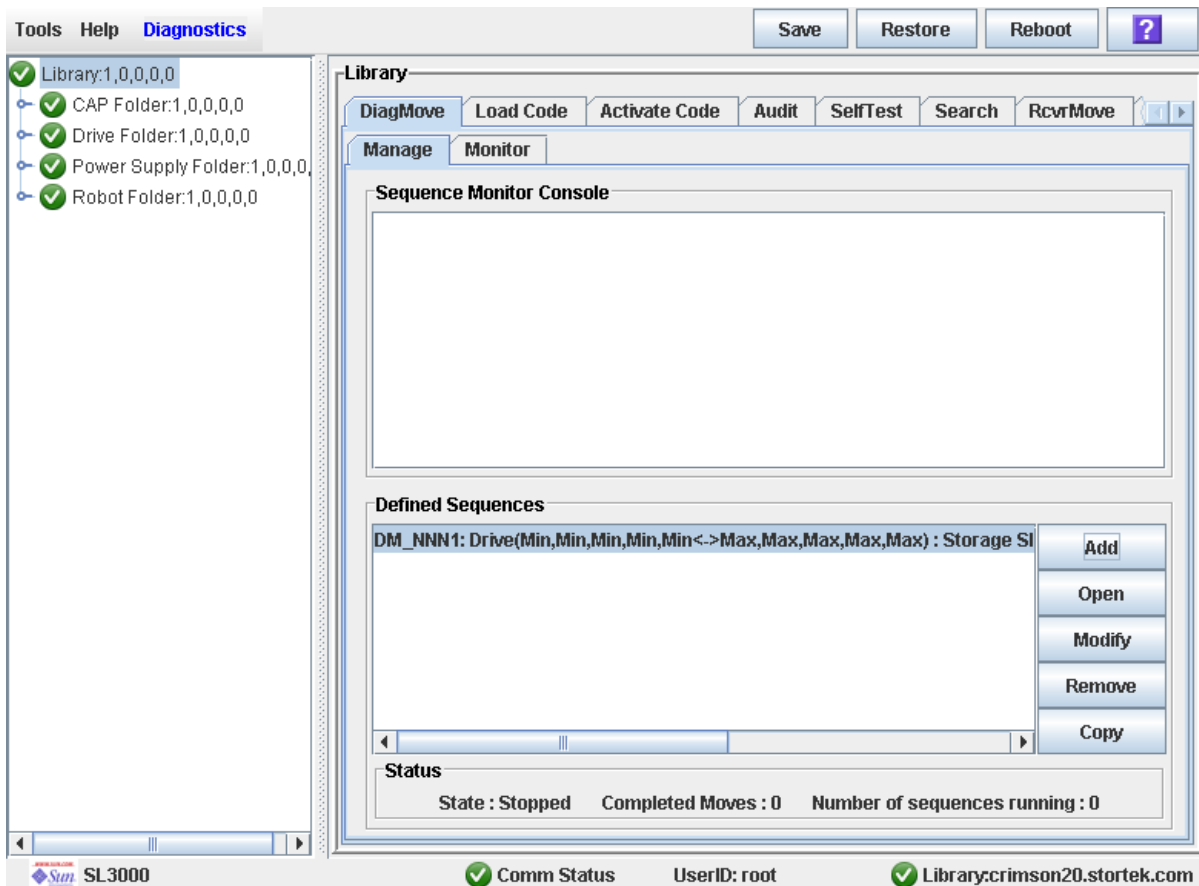 Tools Help Diagnostics Save Restore Reboot ?
Library:1,0,0,0,0
CAP Folder:1,0,0,0,0
Drive Folder:1,0,0,0,0
Power Supply Folder:1,0,0,0,
Robot Folder:1,0,0,0,0
Library
DiagMove Load Code Activate Code Audit SelfTest Search RcvrMove
Manage Monitor
Sequence Monitor Console
Defined Sequences
DM_NNN1: Drive(Min,Min,Min,Min,Min<->Max,Max,Max,Max,Max) : Storage Sl
Add
Open
Modify
Remove
Copy
Status
State : Stopped Completed Moves : 0 Number of sequences running : 0
Sun SL3000 Comm Status UserID: root Library:crimson20.stortek.com